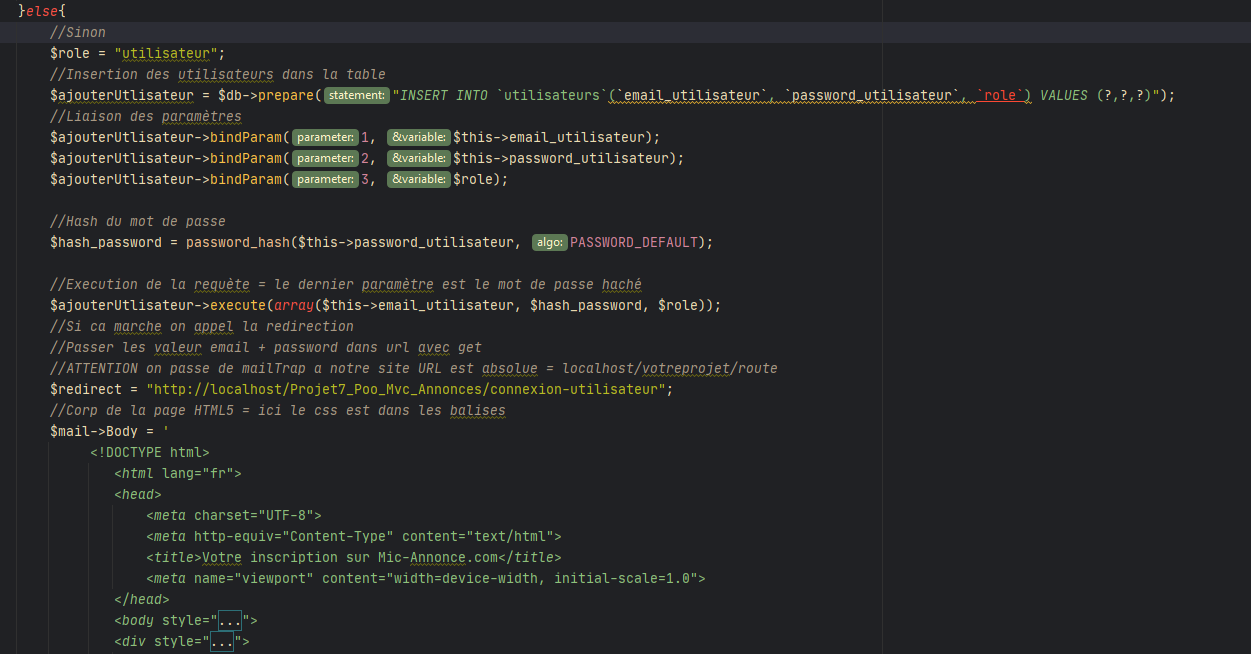 }else{
//Sinon
$role = "utilisateur";
//Insertion des utilisateurs dans la table
$ajouterUtlisateur = $db->prepare( statement: "INSERT INTO `utilisateurs`(`email_utilisateur`, `password_utilisateur`, `role`) VALUES (?,?,?)");
//Liaison des paramètres
$ajouterUtlisateur->bindParam( parameter: 1, &variable: $this->email_utilisateur);
$ajouterUtlisateur->bindParam( parameter: 2, &variable: $this->password_utilisateur);
$ajouterUtlisateur->bindParam( parameter: 3, &variable: $role);
//Hash du mot de passe
$hash_password = password_hash($this->password_utilisateur, algo: PASSWORD_DEFAULT);
//Execution de la requète = le dernier paramètre est le mot de passe haché
$ajouterUtlisateur->execute(array($this->email_utilisateur, $hash_password, $role));
//Si ca marche on appel la redirection
//Passer les valeur email + password dans url avec get
//ATTENTION on passe de mailTrap a notre site URL est absolue = localhost/votreprojet/route
$redirect = "http://localhost/Projet7_Poo_Mvc_Annonces/connexion-utilisateur";
//Corp de la page HTML5 = ici le css est dans les balises
$mail->Body = '
<!DOCTYPE html>
<html lang="fr">
<head>
<meta charset="UTF-8">
<meta http-equiv="Content-Type" content="text/html">
<title>Votre inscription sur Mic-Annonce.com</title>
<meta name="viewport" content="width=device-width, initial-scale=1.0">
</head>
<body style="...">
<div style="...">